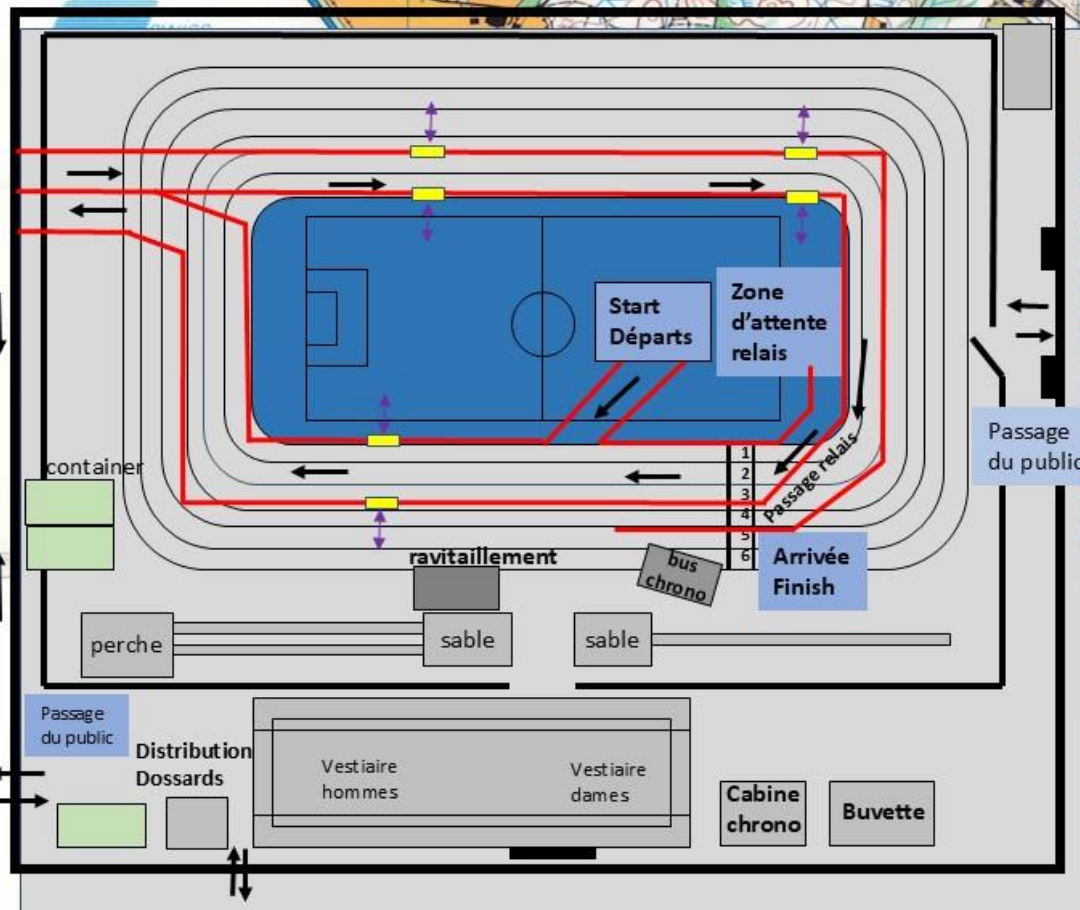 Start
Départs
Zone
d'attente
relais
Passage
du public
container
1
2
3
4
5
6
Passage relais
ravitaillement
bus
chrono
Arrivée
Finish
perche
sable
sable
Passage
du public
Distribution
Dossards
Vestiaire
hommes
Vestiaire
dames
Cabine
chrono
Buvette